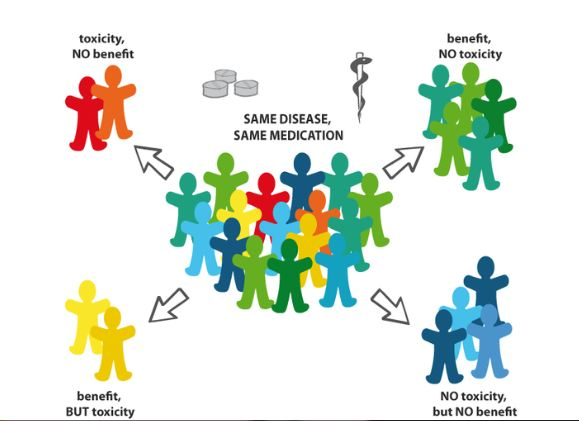 toxicity,
NO benefit
benefit,
NO toxicity
SAME DISEASE,
SAME MEDICATION
benefit,
BUT toxicity
NO toxicity,
but NO benefit